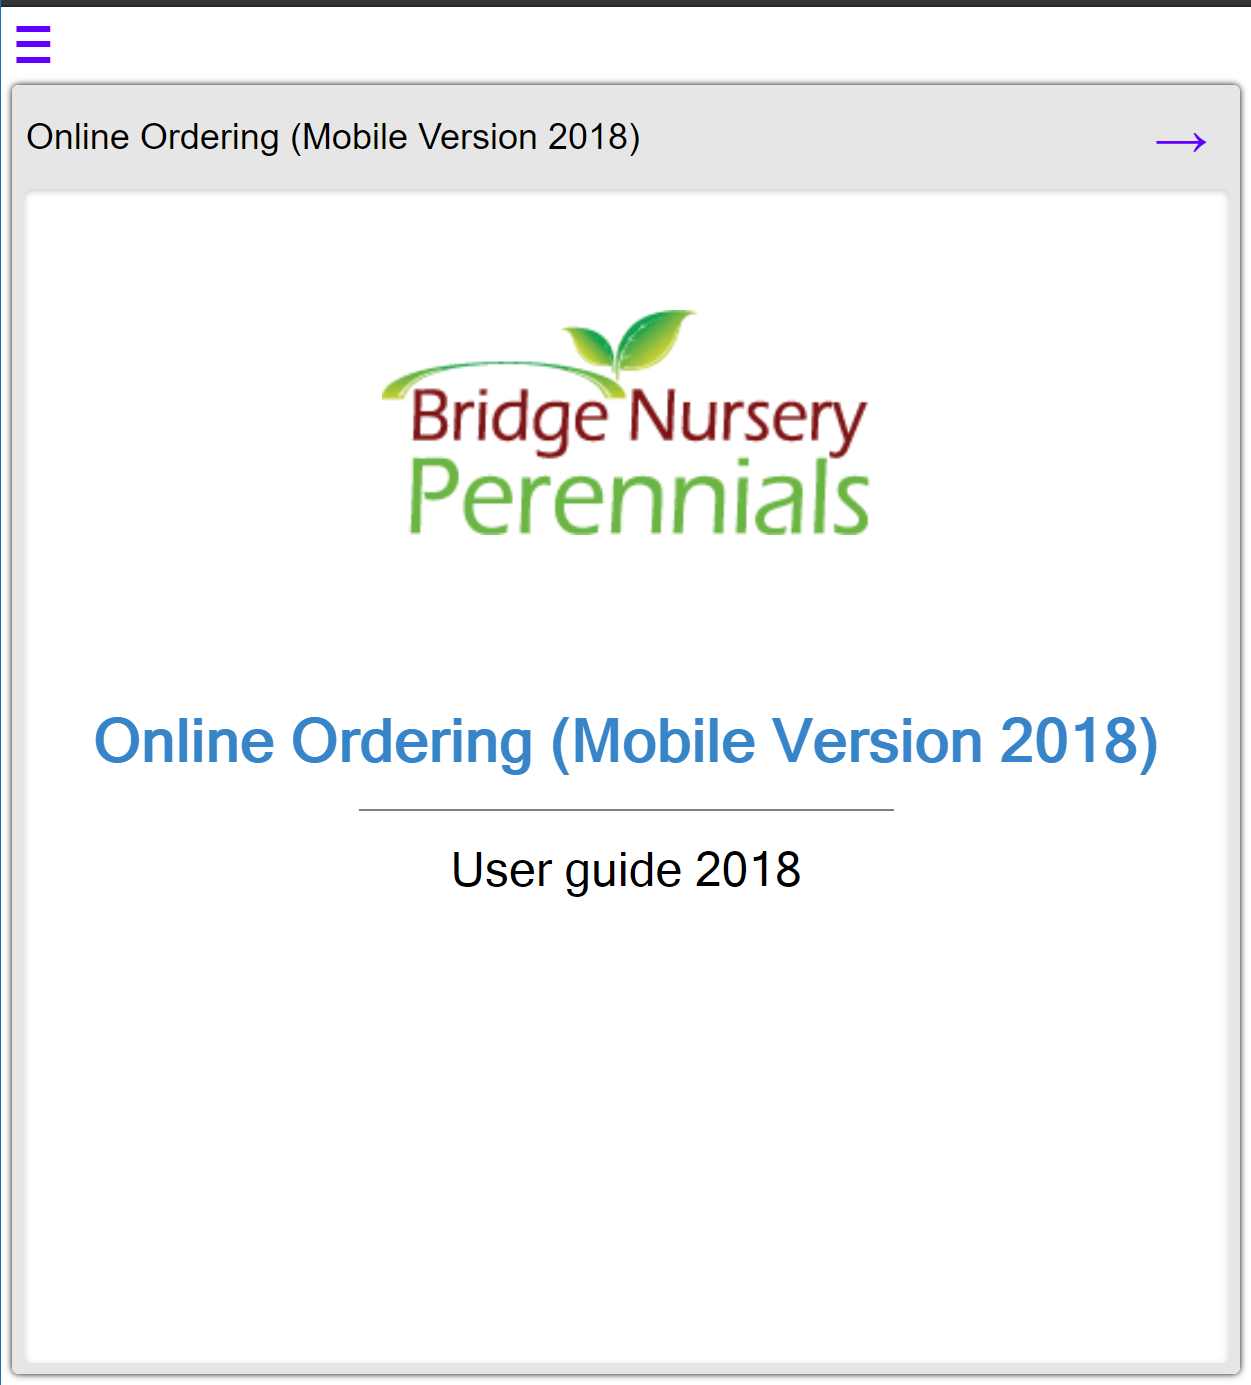 Online Ordering (Mobile Version 2018)
Bridge Nursery
Perennials
Online Ordering (Mobile Version 2018)
User guide 2018